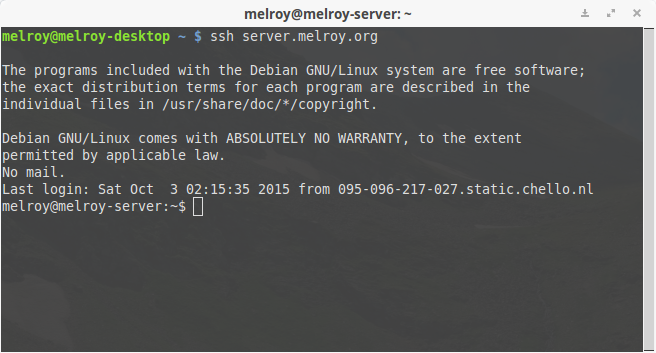 melroy@melroy-server: ~
melroy@melroy-desktop ~ $ ssh server.melroy.org
The programs included with the Debian GNU/Linux system are free software;
the exact distribution terms for each program are described in the
individual files in /usr/share/doc/*/copyright.
Debian GNU/Linux comes with ABSOLUTELY NO WARRANTY, to the extent
permitted by applicable law.
No mail.
Last login: Sat Oct  3 02:15:35 2015 from 095-096-217-027.static.chello.nl
melroy@melroy-server:~$